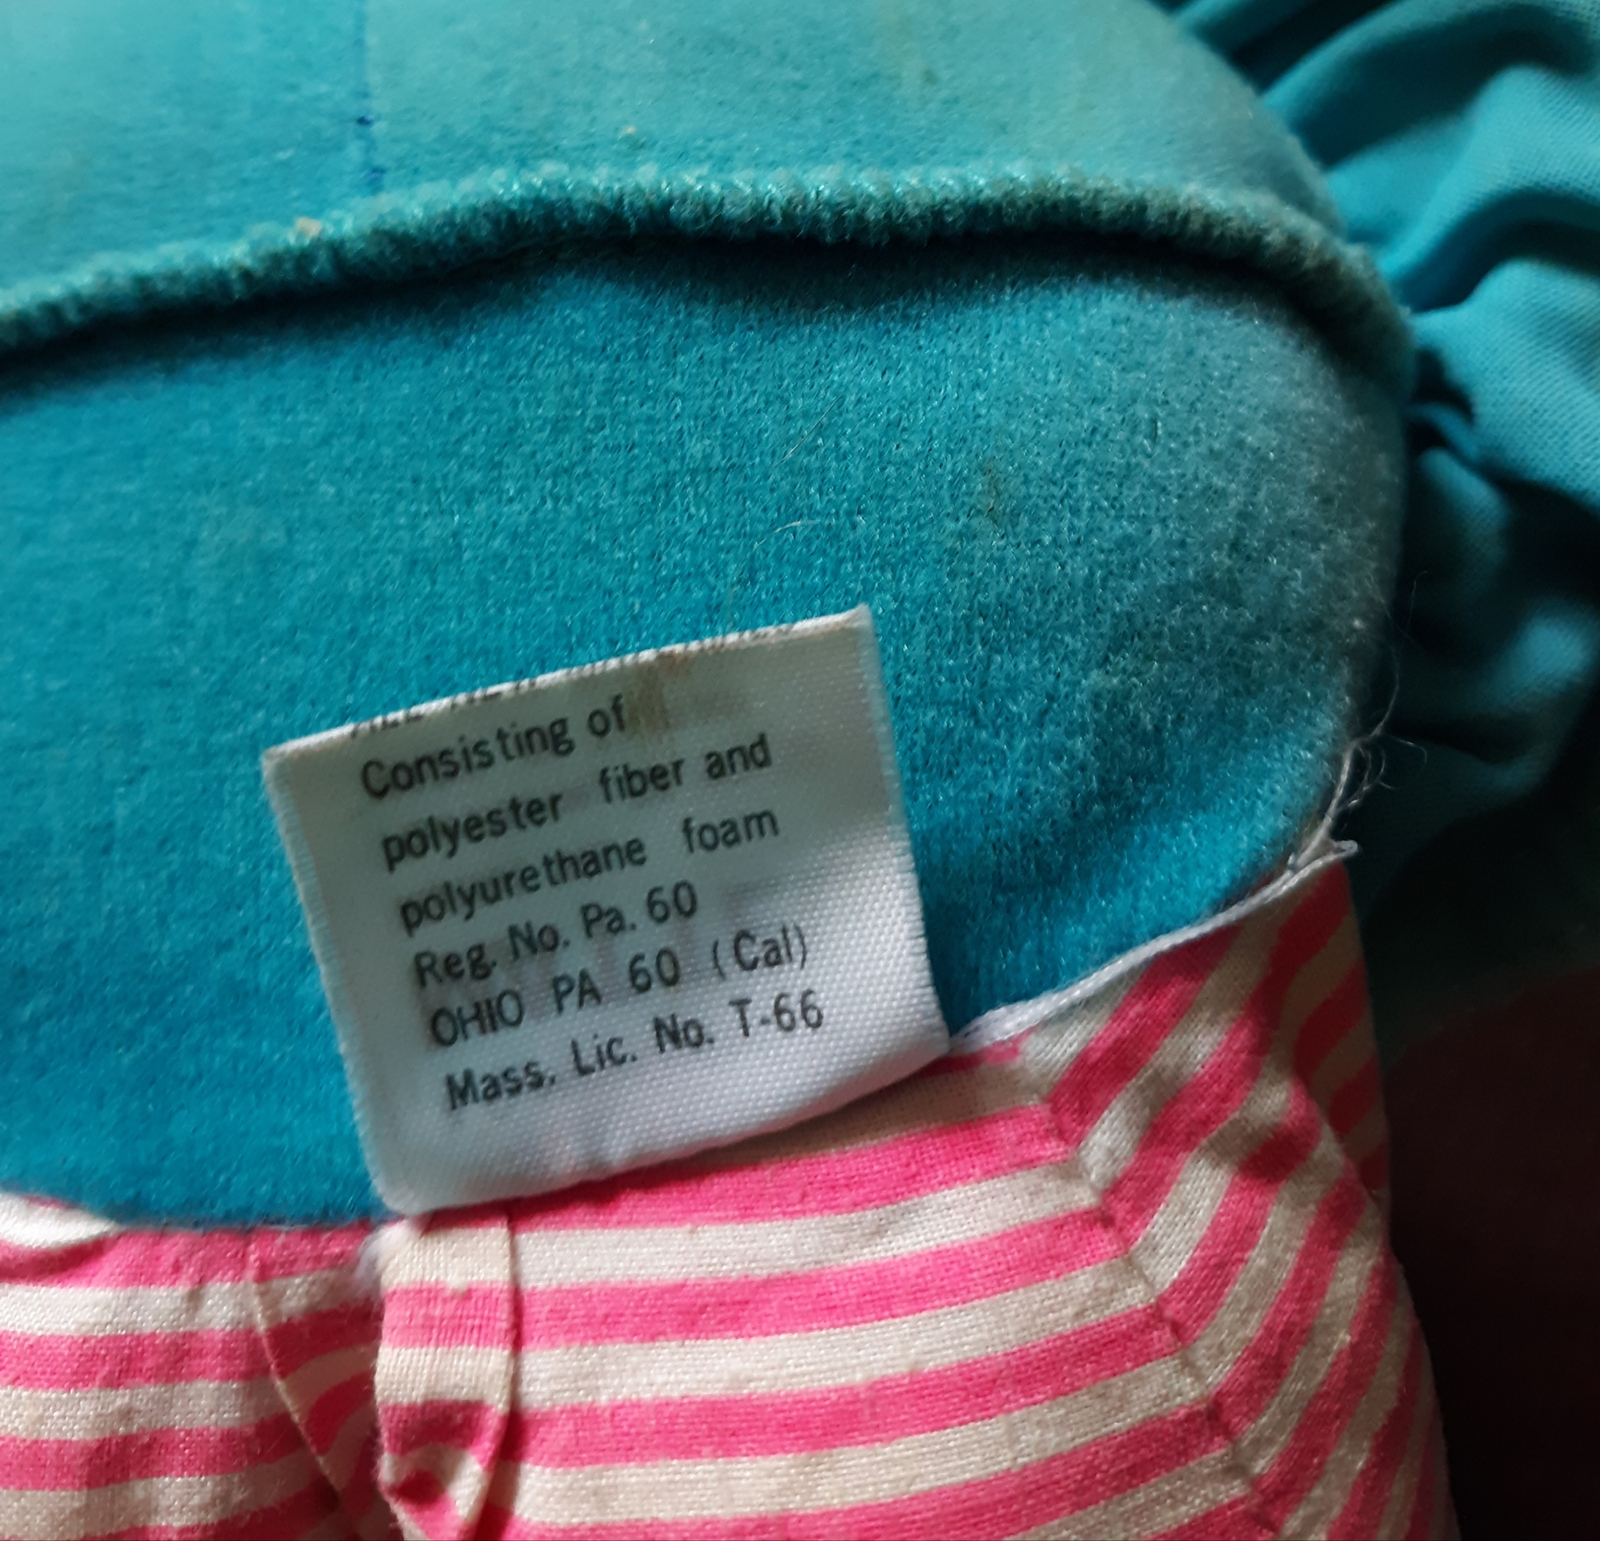 Consisting of
polyester fiber and
polyurethane foam
Reg. No. Pa. 60
OHIO PA 60 (Cal)
Mass. Lic. No. T-66